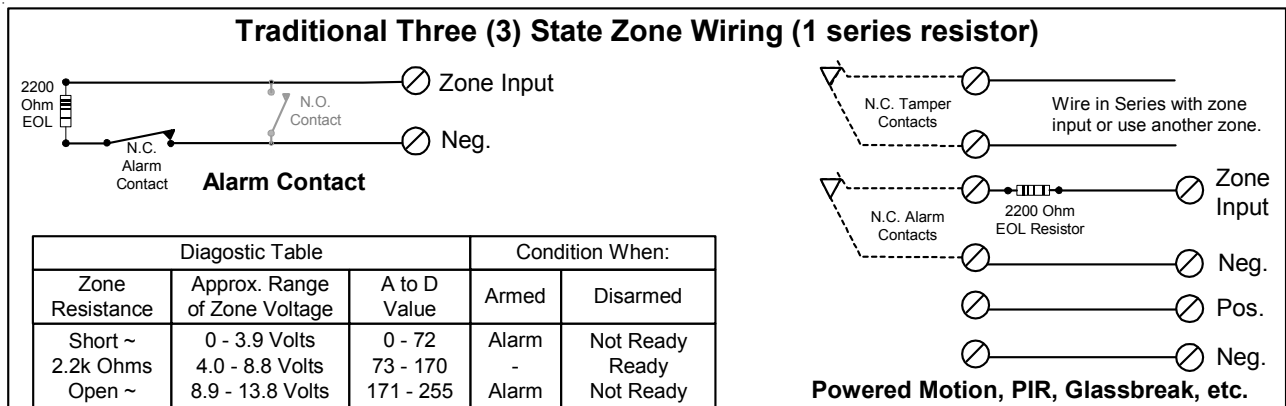 Traditional Three (3) State Zone Wiring (1 series resistor)
2200
Ohm
EOL
N.O.
Contact
Zone Input
N.C.
Alarm
Contact
Neg.
Alarm Contact
N.C. Tamper
Contacts
Wire in Series with zone
input or use another zone.
N.C. Alarm
Contacts
2200 Ohm
EOL Resistor
Zone
Input
Neg.
Pos.
Neg.
Powered Motion, PIR, Glassbreak, etc.
Diagostic Table Condition When:
Zone Resistance Approx. Range of Zone Voltage A to D Value Armed Disarmed
Short ~ 0 - 3.9 Volts 0 - 72 Alarm Not Ready
2.2k Ohms 4.0 - 8.8 Volts 73 - 170 - Ready
Open ~ 8.9 - 13.8 Volts 171 - 255 Alarm Not Ready